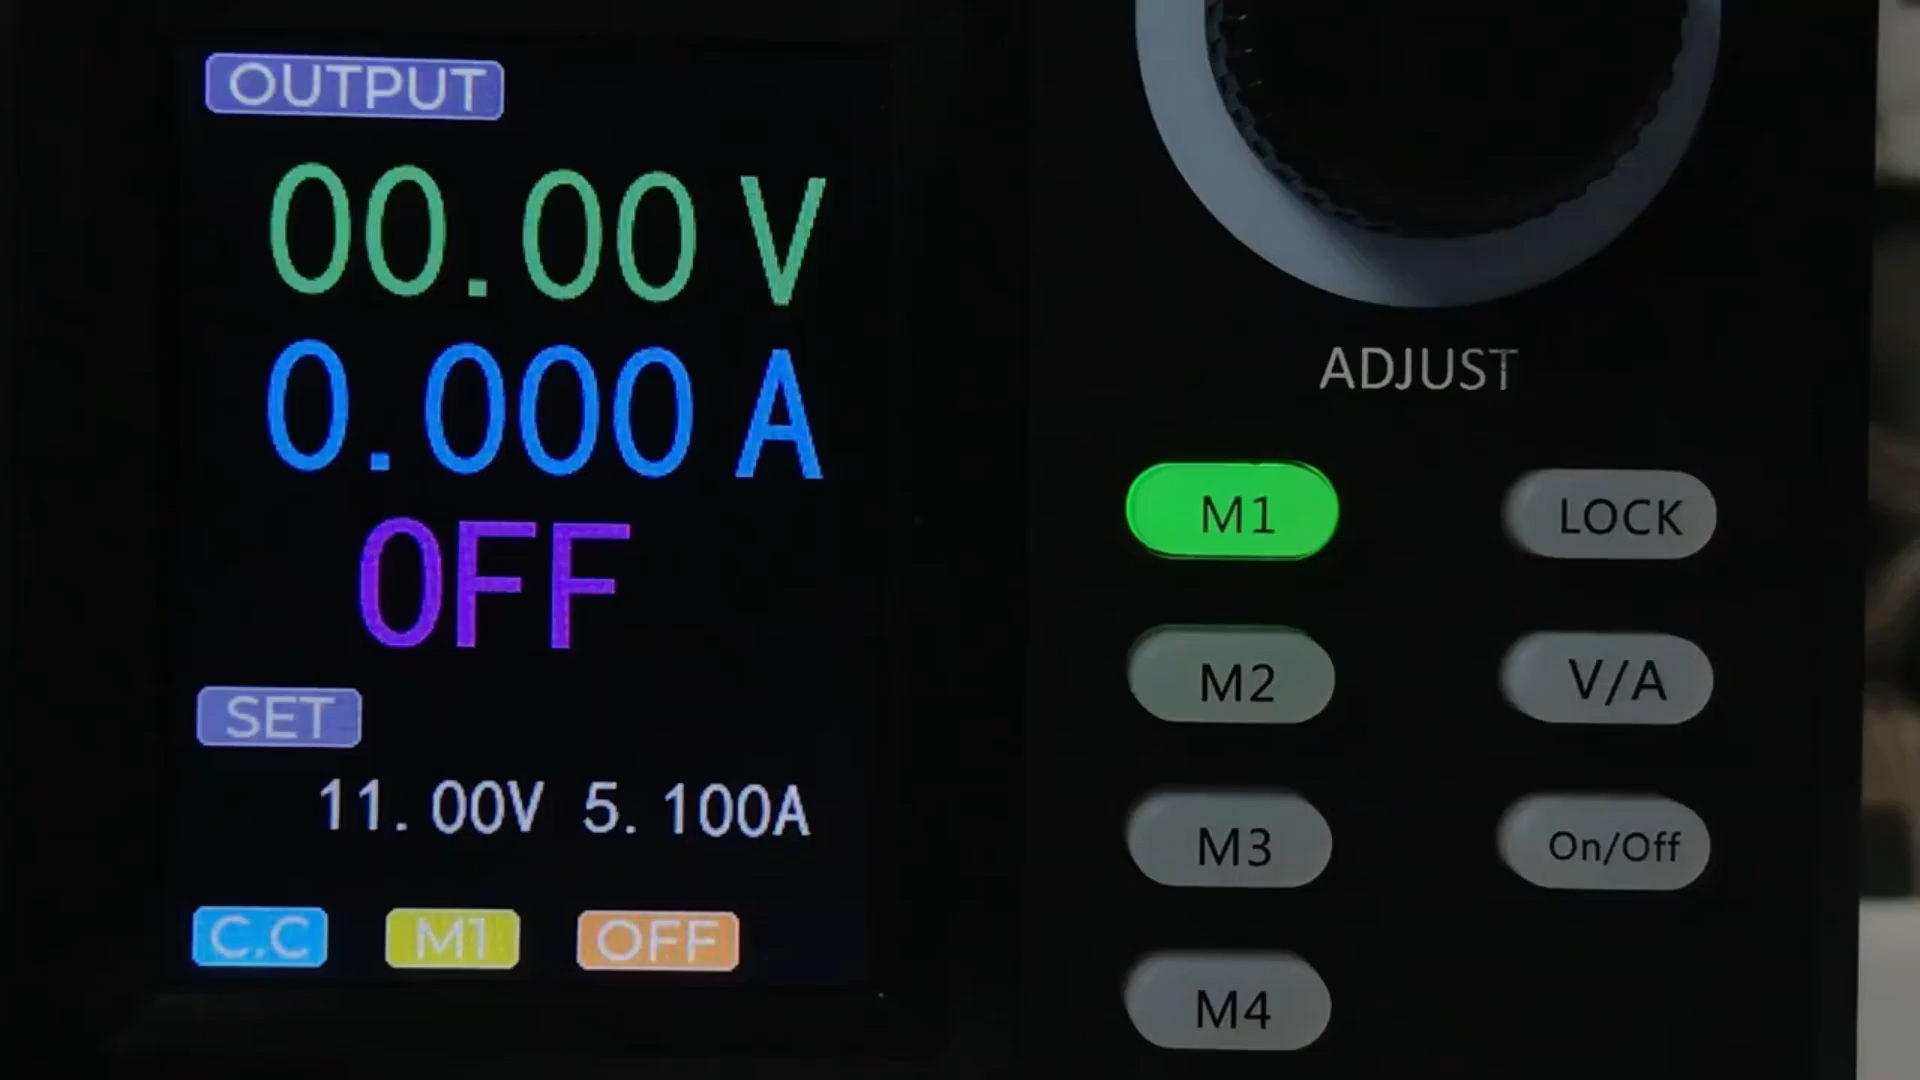 OUTPUT
00.00 V
0.000 A
OFF
SET
11.00V 5.100A
C.C M1 OFF
ADJUST
M1 LOCK
M2 V/A
M3 On/Off
M4